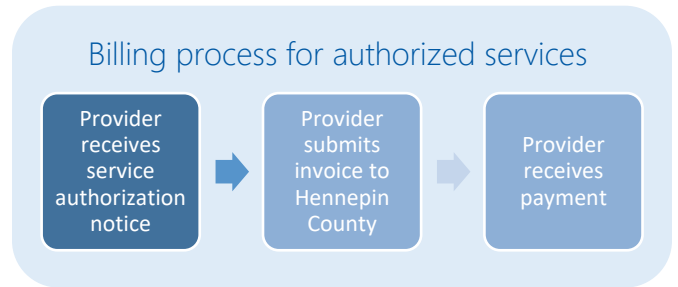 Billing process for authorized services
Provider
receives
service
authorization
notice
Provider
submits
invoice to
Hennepin
County
Provider
receives
payment